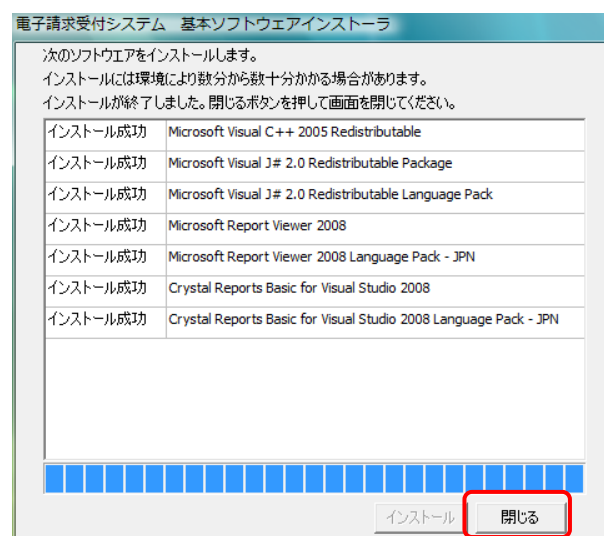 電子請求受付システム　基本ソフトウェアインストーラ
次のソフトウエアをインストールします。
インストールには環境により数分から数十分かかる場合があります。
インストールが終了しました。閉じるボタンを押して画面を閉じてください。
インストール成功 Microsoft Visual C++ 2005 Redistributable
インストール成功 Microsoft Visual J# 2.0 Redistributable Package
インストール成功 Microsoft Visual J# 2.0 Redistributable Language Pack
インストール成功 Microsoft Report Viewer 2008
インストール成功 Microsoft Report Viewer 2008 Language Pack - JPN
インストール成功 Crystal Reports Basic for Visual Studio 2008
インストール成功 Crystal Reports Basic for Visual Studio 2008 Language Pack - JPN
インストール 閉じる